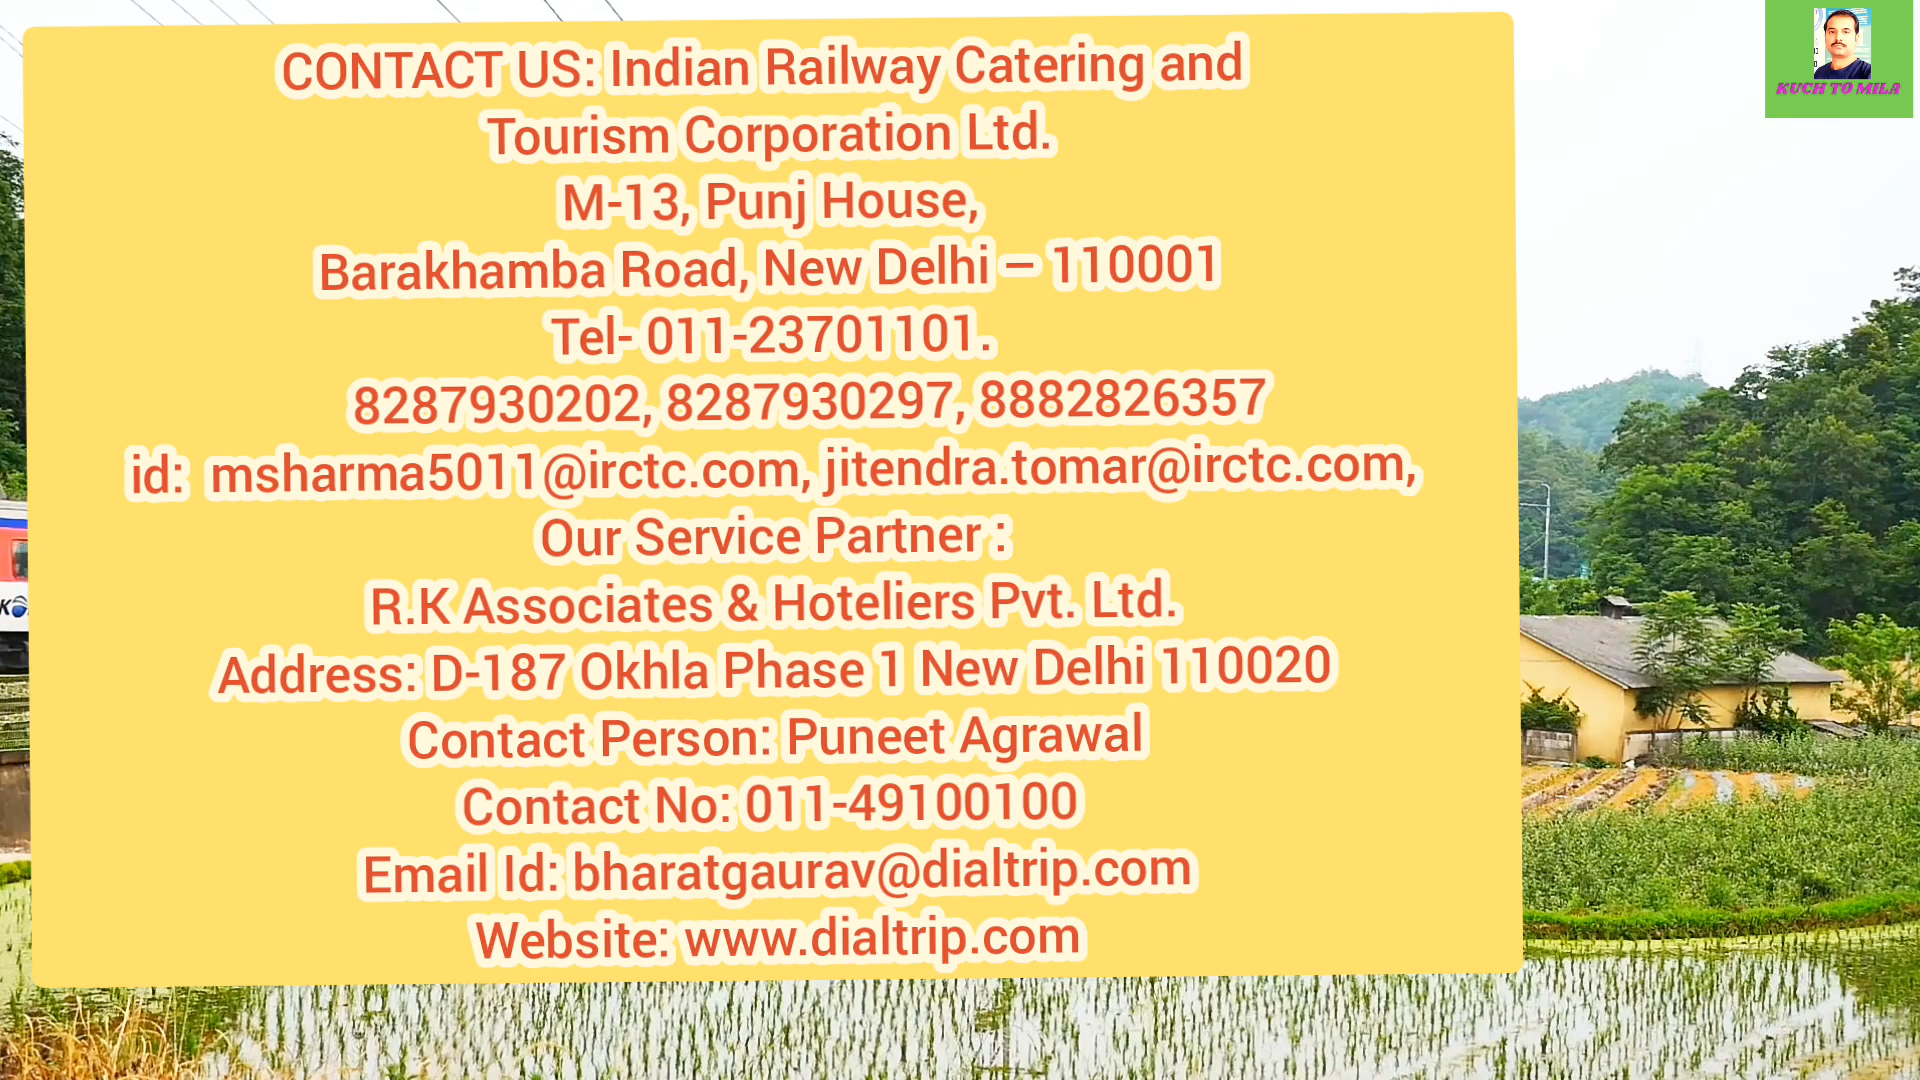 CONTACT US: Indian Railway Catering and
Tourism Corporation Ltd.
M-13, Punj House,
Barakhamba Road, New Delhi – 110001
Tel- 011-23701101.
8287930202, 8287930297, 8882826357
id:  msharma5011@irctc.com, jitendra.tomar@irctc.com,
Our Service Partner :
R.K Associates & Hoteliers Pvt. Ltd.
Address: D-187 Okhla Phase 1 New Delhi 110020
Contact Person: Puneet Agrawal
Contact No: 011-49100100
Email Id: bharatgaurav@dialtrip.com
Website: www.dialtrip.com
KUCH TO MILA